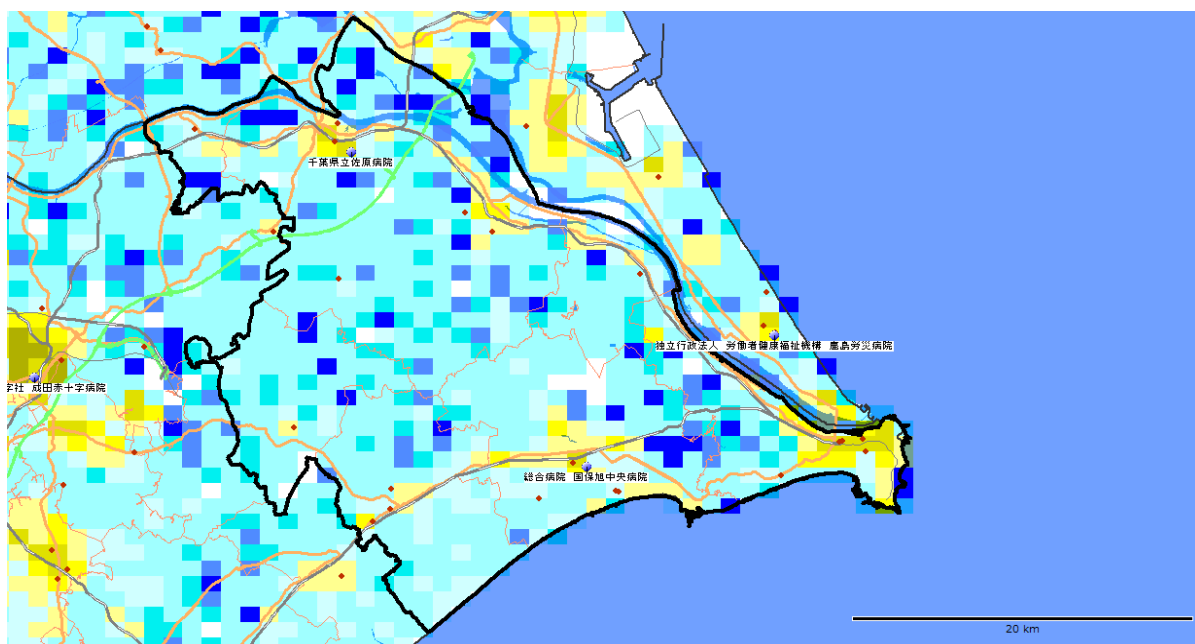 千葉県立佐原病院
独立行政法人 労働者健康福祉機構 鹿島労災病院
字社 成田赤十字病院
総合病院 国保旭中央病院
20 km